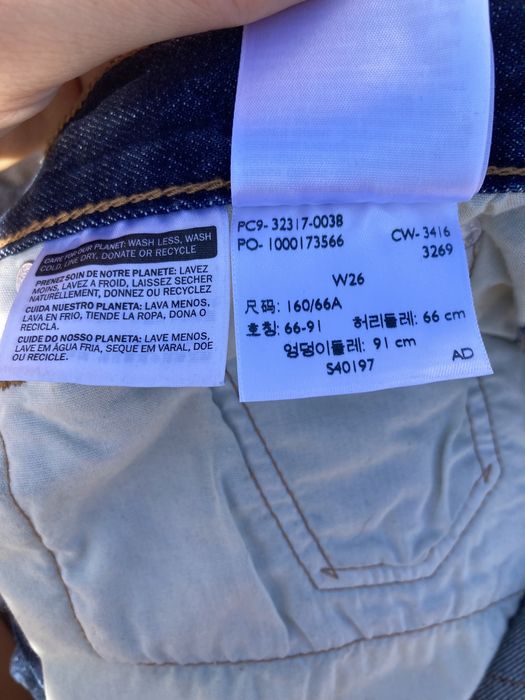 CARE FOR OUR PLANET: WASH LESS, WASH
COLD, LINE DRY, DONATE OR RECYCLE
PRENEZ SOIN DE NOTRE PLANETE: LAVEZ
MOINS, LAVEZ A FROID, LAISSEZ SECHER
NATURELLEMENT, DONNEZ OU RECYCLEZ
CUIDA NUESTRO PLANETA: LAVA MENOS,
LAVA EN FRIO, TIENDE LA ROPA, DONA O
RECICLA.
CUIDE DO NOSSO PLANETA: LAVE MENOS,
LAVE EM ÁGUA FRIA, SEQUE EM VARAL, DOE
OU RECICLE.
PC9- 32317-0038
PO- 1000173566
CW- 3416
3269
W26
尺码: 160/66A
호칭: 66-91 허리둘레: 66 cm
엉덩이둘레: 91 cm
S40197
AD